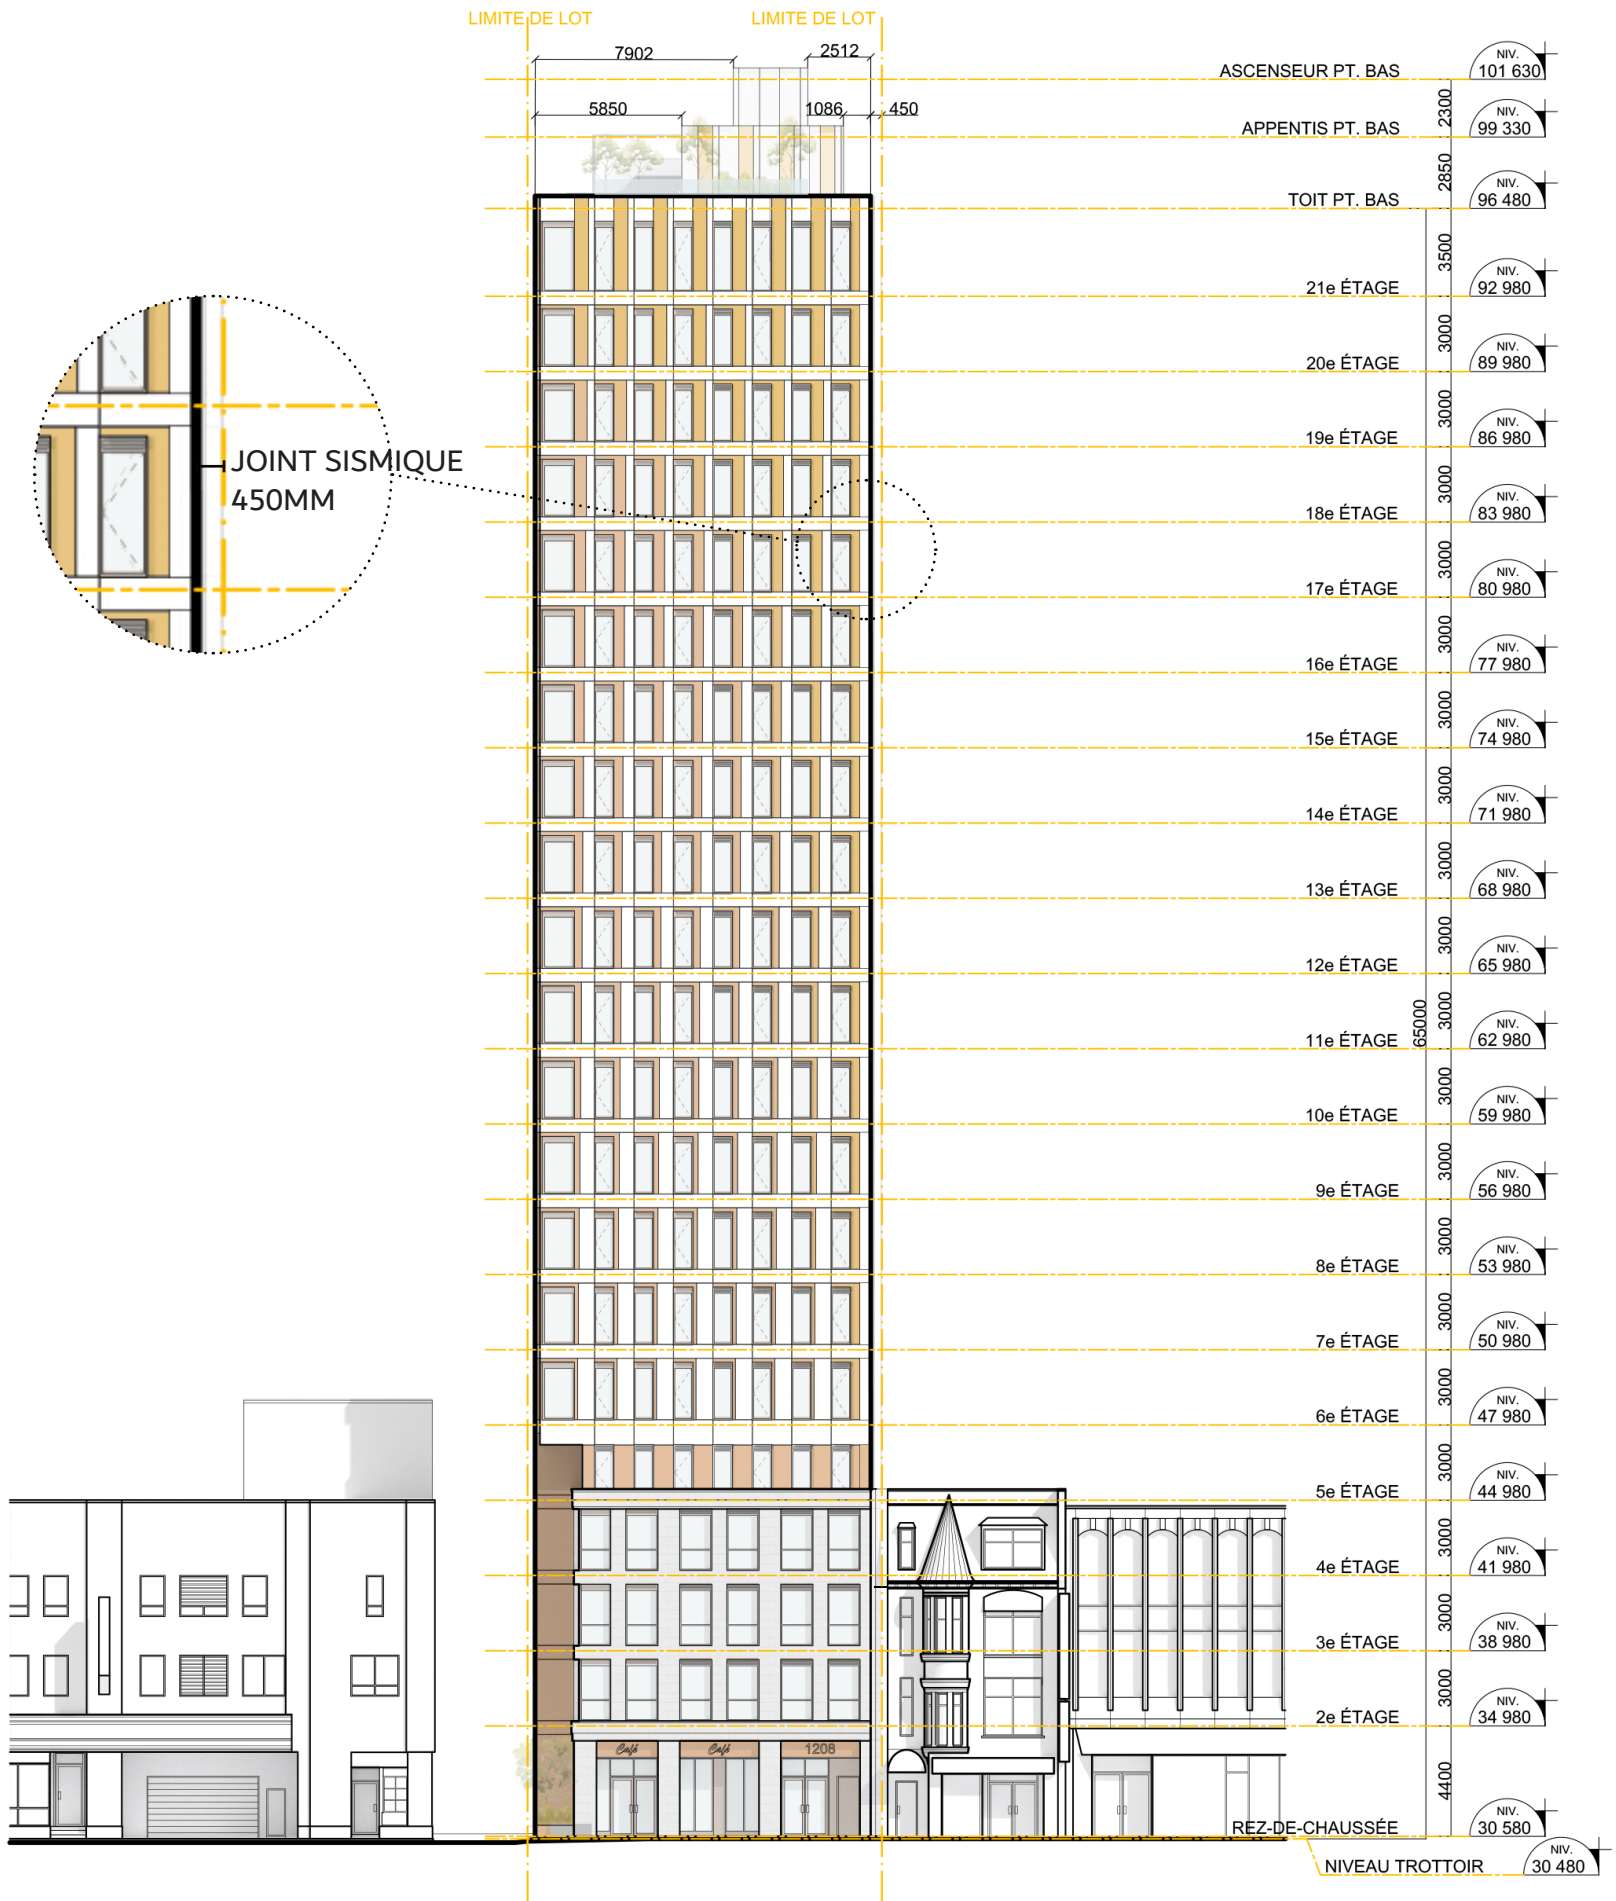 LIMITE DE LOT
LIMITE DE LOT
7902
2512
5850
1086
450
ASCENSEUR PT. BAS
NIV.
101 630
2300
APPENTIS PT. BAS
NIV.
99 330
2850
TOIT PT. BAS
NIV.
96 480
3500
21e ÉTAGE
NIV.
92 980
3000
20e ÉTAGE
NIV.
89 980
3000
19e ÉTAGE
NIV.
86 980
3000
JOINT SISMIQUE
450MM
18e ÉTAGE
NIV.
83 980
3000
17e ÉTAGE
NIV.
80 980
3000
16e ÉTAGE
NIV.
77 980
3000
15e ÉTAGE
NIV.
74 980
3000
14e ÉTAGE
NIV.
71 980
3000
13e ÉTAGE
NIV.
68 980
3000
12e ÉTAGE
NIV.
65 980
3000
11e ÉTAGE
NIV.
62 980
65000
3000
10e ÉTAGE
NIV.
59 980
3000
9e ÉTAGE
NIV.
56 980
3000
8e ÉTAGE
NIV.
53 980
3000
7e ÉTAGE
NIV.
50 980
3000
6e ÉTAGE
NIV.
47 980
3000
5e ÉTAGE
NIV.
44 980
3000
4e ÉTAGE
NIV.
41 980
3000
3e ÉTAGE
NIV.
38 980
3000
2e ÉTAGE
NIV.
34 980
Café
Café
1208
4400
REZ-DE-CHAUSSÉE
NIV.
30 580
NIVEAU TROTTOIR
NIV.
30 480